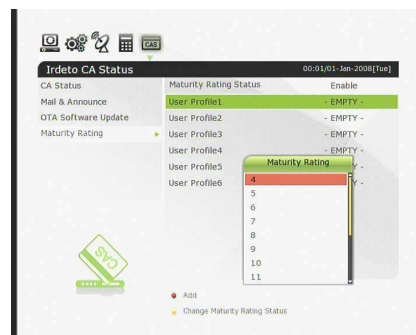 CAS
Irdeto CA Status 00:01/01-Jan-2008[Tue]
CA Status
Mail & Announce
OTA Software Update
Maturity Rating
Maturity Rating Status Enable
User Profile1 - EMPTY -
User Profile2 - EMPTY -
User Profile3 - EMPTY -
User Profile4 - EMPTY -
User Profile5 Y -
User Profile6 Y -
Maturity Rating
4
5
6
7
8
9
10
11
CAS
Add
Change Maturity Rating Status